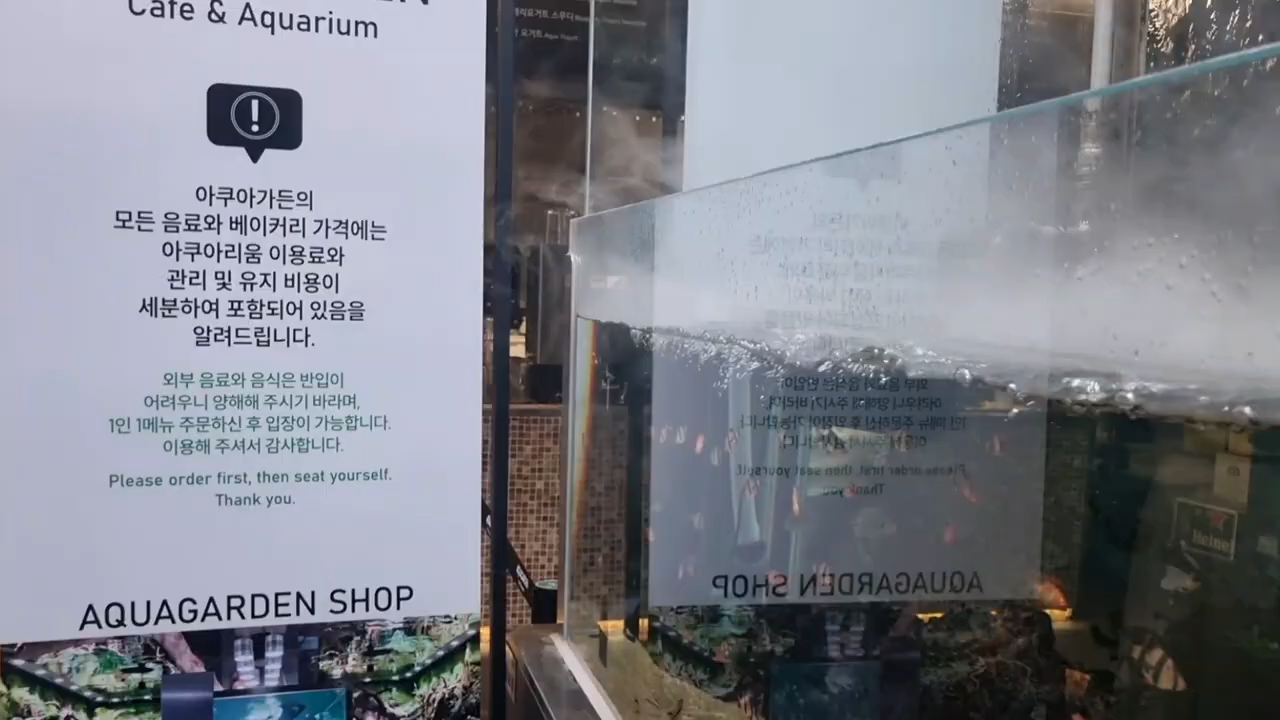 Cafe & Aquarium
아쿠아가든의
모든 음료와 베이커리 가격에는
아쿠아리움 이용료와
관리 및 유지 비용이
세분하여 포함되어 있음을
알려드립니다.
외부 음료와 음식은 반입이
어려우니 양해해 주시기 바라며,
1인 1메뉴 주문하신 후 입장이 가능합니다.
이용해 주셔서 감사합니다.
Please order first, then seat yourself.
Thank you.
AQUAGARDEN SHOP
Heine